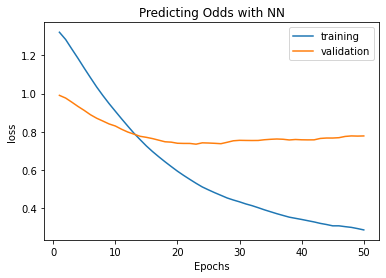 Predicting Odds with NN
training
validation
1.2
1.0
0.8
0.6
0.4
loss
0 10 20 30 40 50
Epochs